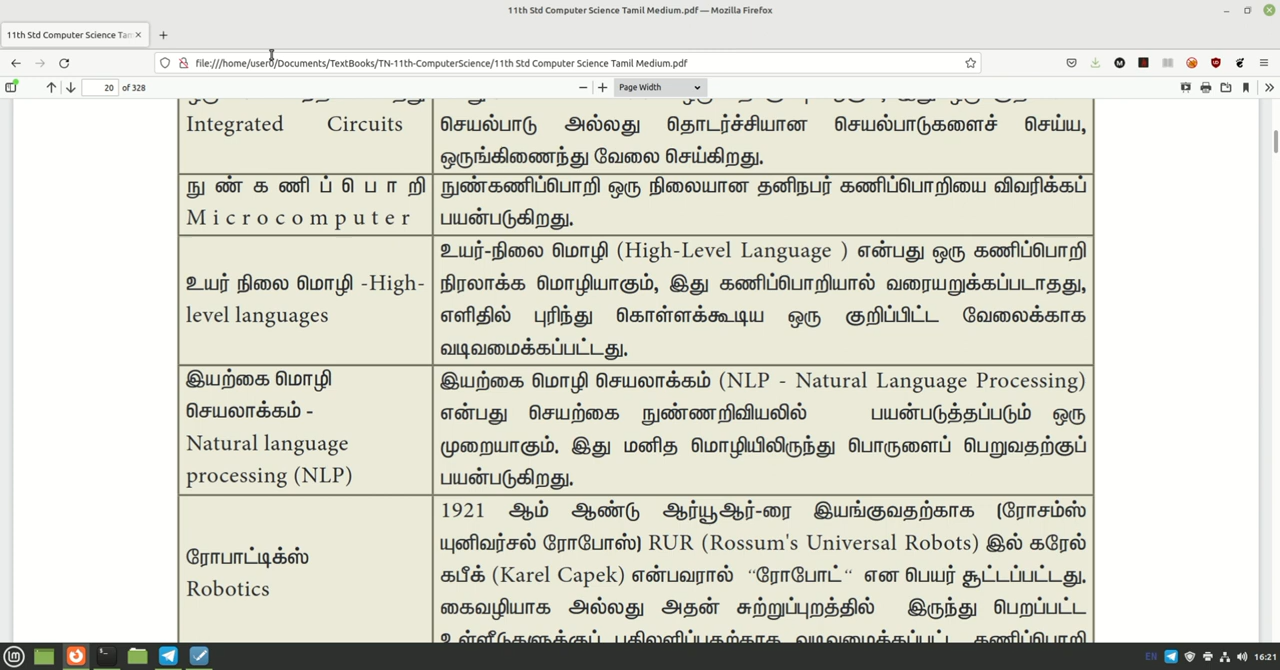 11th Std Computer Science Tamil Medium.pdf — Mozilla Firefox
11th Std Computer Science Tan
file:///home/user0/Documents/TextBooks/TN-11th-ComputerScience/11th Std Computer Science Tamil Medium.pdf
20 of 328
Page Width
Integrated Circuits
செயல்பாடு அல்லது தொடர்ச்சியான செயல்பாடுகளைச் செய்ய,
ஒருங்கிணைந்து வேலை செய்கிறது.
நுண்கணிப்பொறி
Microcomputer
நுண்கணிப்பொறி ஒரு நிலையான தனிநபர் கணிப்பொறியை விவரிக்கப்
பயன்படுகிறது.
உயர் நிலை மொழி -High-
level languages
உயர்-நிலை மொழி (High-Level Language ) என்பது ஒரு கணிப்பொறி
நிரலாக்க மொழியாகும், இது கணிப்பொறியால் வரையறுக்கப்படாதது,
எளிதில் புரிந்து கொள்ளக்கூடிய ஒரு குறிப்பிட்ட வேலைக்காக
வடிவமைக்கப்பட்டது.
இயற்கை மொழி
செயலாக்கம் -
Natural language
processing (NLP)
இயற்கை மொழி செயலாக்கம் (NLP - Natural Language Processing)
என்பது செயற்கை நுண்ணறிவியலில் பயன்படுத்தப்படும் ஒரு
முறையாகும். இது மனித மொழியிலிருந்து பொருளைப் பெறுவதற்குப்
பயன்படுகிறது.
ரோபாட்டிக்ஸ்
Robotics
1921 ஆம் ஆண்டு ஆர்யூஆர்-ரை இயங்குவதற்காக (ரோசம்ஸ்
யுனிவர்சல் ரோபோஸ்) RUR (Rossum's Universal Robots) இல் கரேல்
கபீக் (Karel Capek) என்பவரால் “ரோபோட்“ என பெயர் சூட்டப்பட்டது.
கைவழியாக அல்லது அதன் சுற்றுப்புறத்தில் இருந்து பெறப்பட்ட
EN
16:21